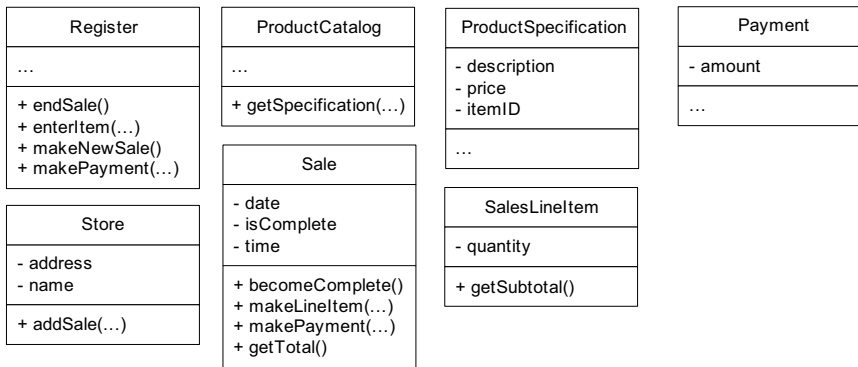 Register
...
+ endSale()
+ enterItem(...)
+ makeNewSale()
+ makePayment(...)
ProductCatalog
...
+ getSpecification(...)
ProductSpecification
- description
- price
- itemID
...
Payment
- amount
...
Store
- address
- name
+ addSale(...)
Sale
- date
- isComplete
- time
+ becomeComplete()
+ makeLineItem(...)
+ makePayment(...)
+ getTotal()
SalesLineItem
- quantity
+ getSubtotal()